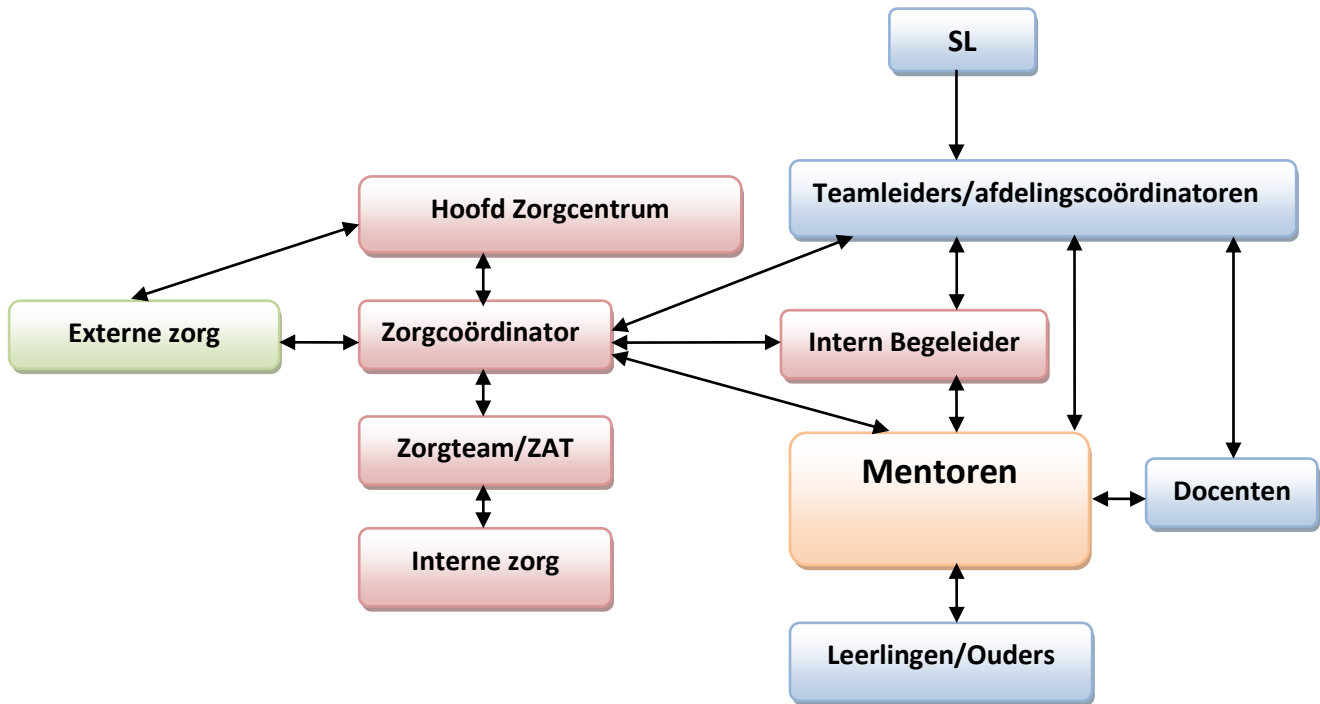 SL
Teamleiders/afdelingscoördinatoren
Hoofd Zorgcentrum
Externe zorg
Zorgcoördinator
Intern Begeleider
Zorgteam/ZAT
Mentoren
Docenten
Interne zorg
Leerlingen/Ouders